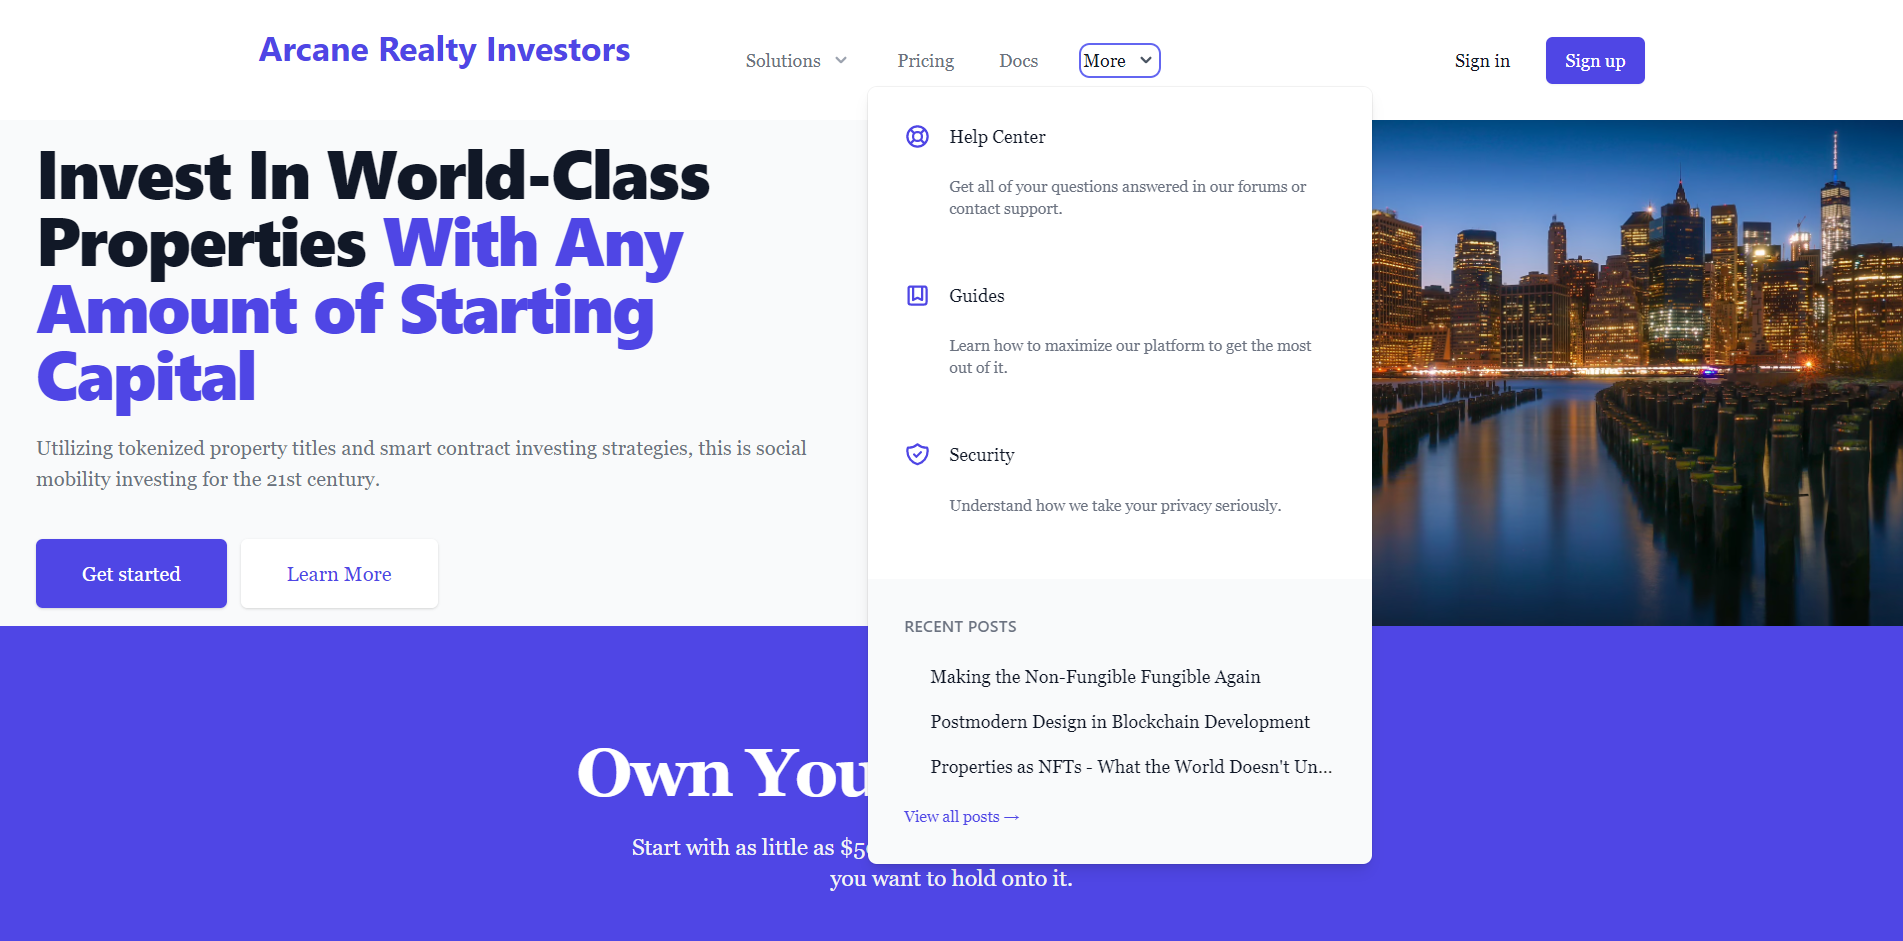 Arcane Realty Investors
Solutions
Pricing
Docs
More
Sign in
Sign up
Invest In World-Class
Properties With Any
Amount of Starting
Capital
Utilizing tokenized property titles and smart contract investing strategies, this is social
mobility investing for the 21st century.
Get started
Learn More
Help Center
Get all of your questions answered in our forums or
contact support.
Guides
Learn how to maximize our platform to get the most
out of it.
Security
Understand how we take your privacy seriously.
RECENT POSTS
Making the Non-Fungible Fungible Again
Postmodern Design in Blockchain Development
Properties as NFTs - What the World Doesn't Un...
View all posts →
Own You
Start with as little as
you want to hold onto it.